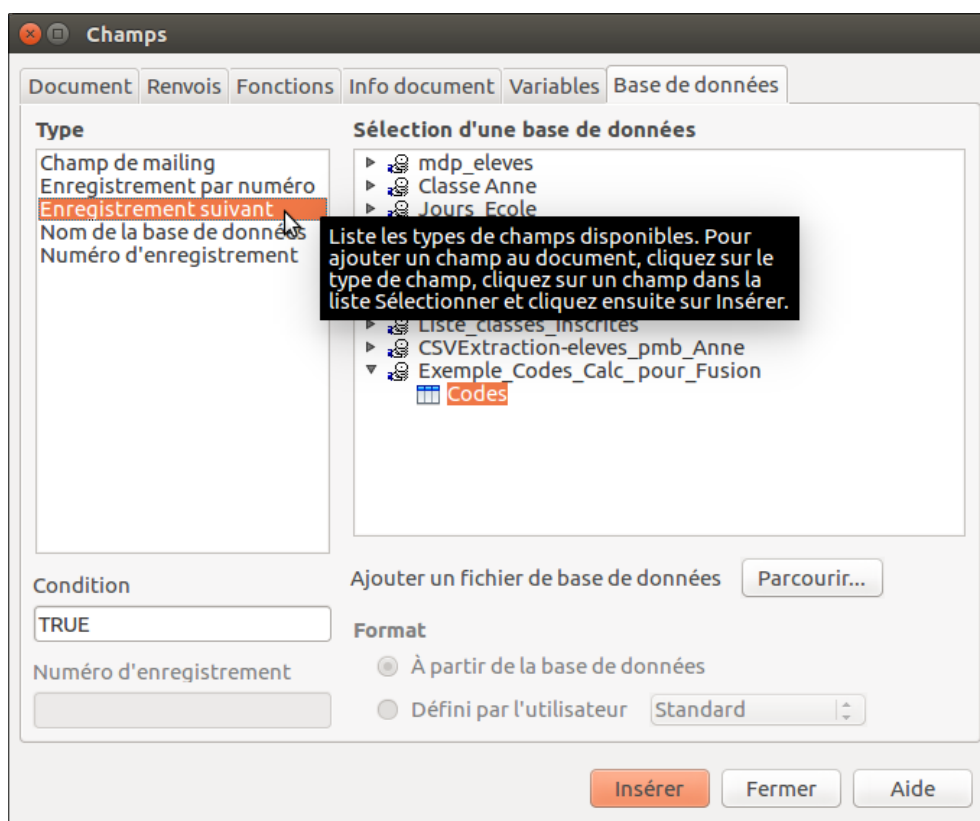 Champs
Document Renvois Fonctions Info document Variables Base de données
Type
Champ de mailing
Enregistrement par numéro
Enregistrement suivant
Nom de la base de données
Numéro d'enregistrement
Condition
TRUE
Numéro d'enregistrement
Sélection d'une base de données
mdp_eleves
Classe Anne
Jours_Ecole
Liste les types de champs disponibles. Pour
ajouter un champ au document, cliquez sur le
type de champ, cliquez sur un champ dans la
liste Sélectionner et cliquez ensuite sur Insérer.
Liste_classes_inscrites
CSVExtraction-eleves_pmb_Anne
Exemple_Codes_Calc_pour_Fusion
Codes
Ajouter un fichier de base de données Parcourir...
Format
À partir de la base de données
Défini par l'utilisateur Standard
Insérer Fermer Aide